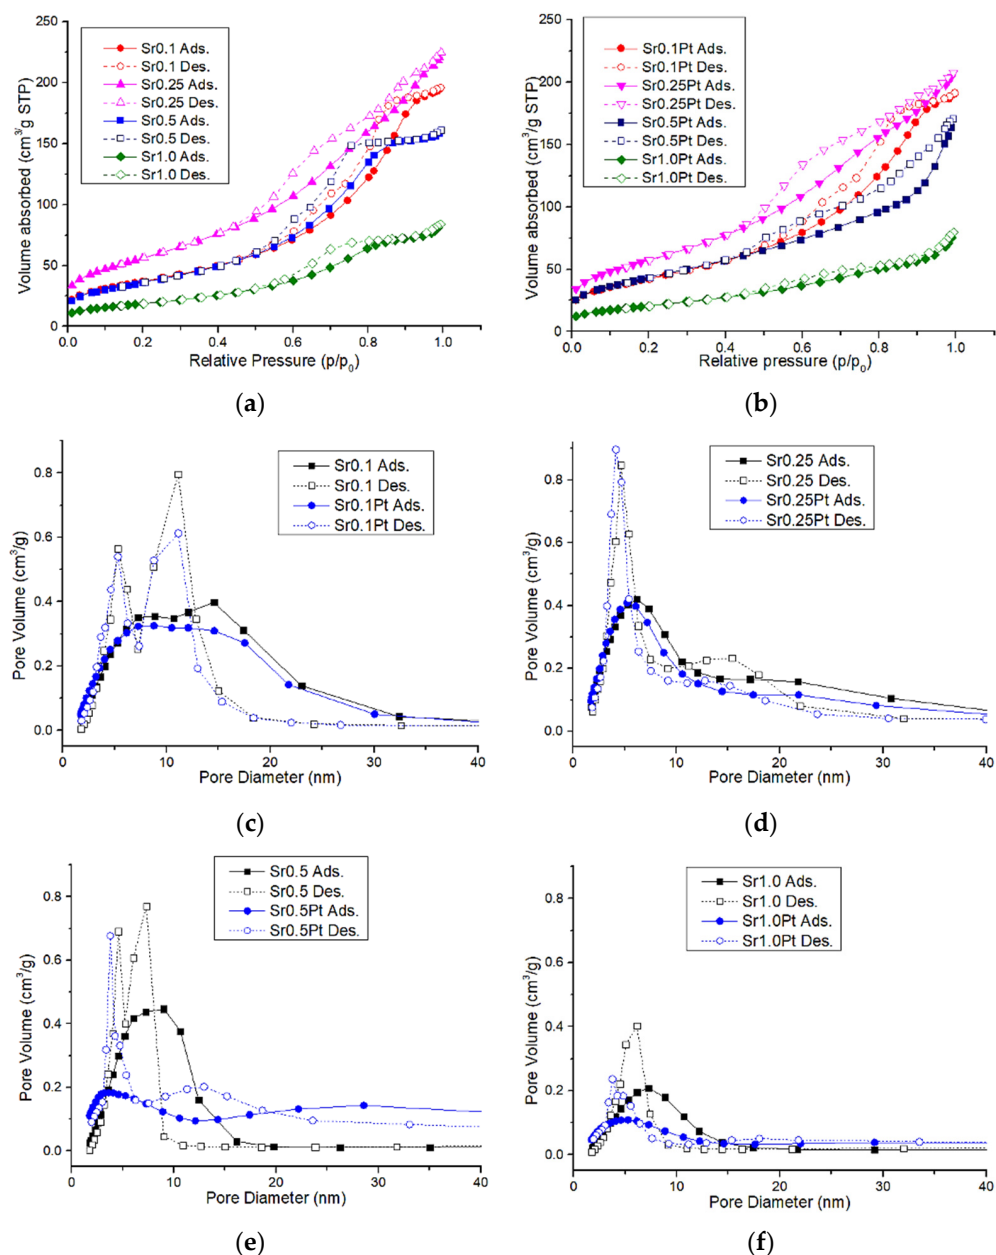 250
200
150
100
50
0
Volume absorbed (cm³/g STP)
Sr0.1 Ads.
Sr0.1 Des.
Sr0.25 Ads.
Sr0.25 Des.
Sr0.5 Ads.
Sr0.5 Des.
Sr1.0 Ads.
Sr1.0 Des.
0.0 0.2 0.4 0.6 0.8 1.0
Relative Pressure (p/p₀)
(a)
250
200
150
100
50
0
Volume absorbed (cm³/g STP)
Sr0.1Pt Ads.
Sr0.1Pt Des.
Sr0.25Pt Ads.
Sr0.25Pt Des.
Sr0.5Pt Ads.
Sr0.5Pt Des.
Sr1.0Pt Ads.
Sr1.0Pt Des.
0.0 0.2 0.4 0.6 0.8 1.0
Relative pressure (p/p₀)
(b)
0.8
0.6
0.4
0.2
0.0
Pore Volume (cm³/g)
Sr0.1 Ads.
Sr0.1 Des.
Sr0.1Pt Ads.
Sr0.1Pt Des.
0 10 20 30 40
Pore Diameter (nm)
(c)
0.8
0.6
0.4
0.2
0.0
Pore Volume (cm³/g)
Sr0.25 Ads.
Sr0.25 Des.
Sr0.25Pt Ads.
Sr0.25Pt Des.
0 10 20 30 40
Pore Diameter (nm)
(d)
0.8
0.6
0.4
0.2
0.0
Pore Volume (cm³/g)
Sr0.5 Ads.
Sr0.5 Des.
Sr0.5Pt Ads.
Sr0.5Pt Des.
0 10 20 30 40
Pore Diameter (nm)
(e)
0.8
0.6
0.4
0.2
0.0
Pore Volume (cm³/g)
Sr1.0 Ads.
Sr1.0 Des.
Sr1.0Pt Ads.
Sr1.0Pt Des.
0 10 20 30 40
Pore Diameter (nm)
(f)